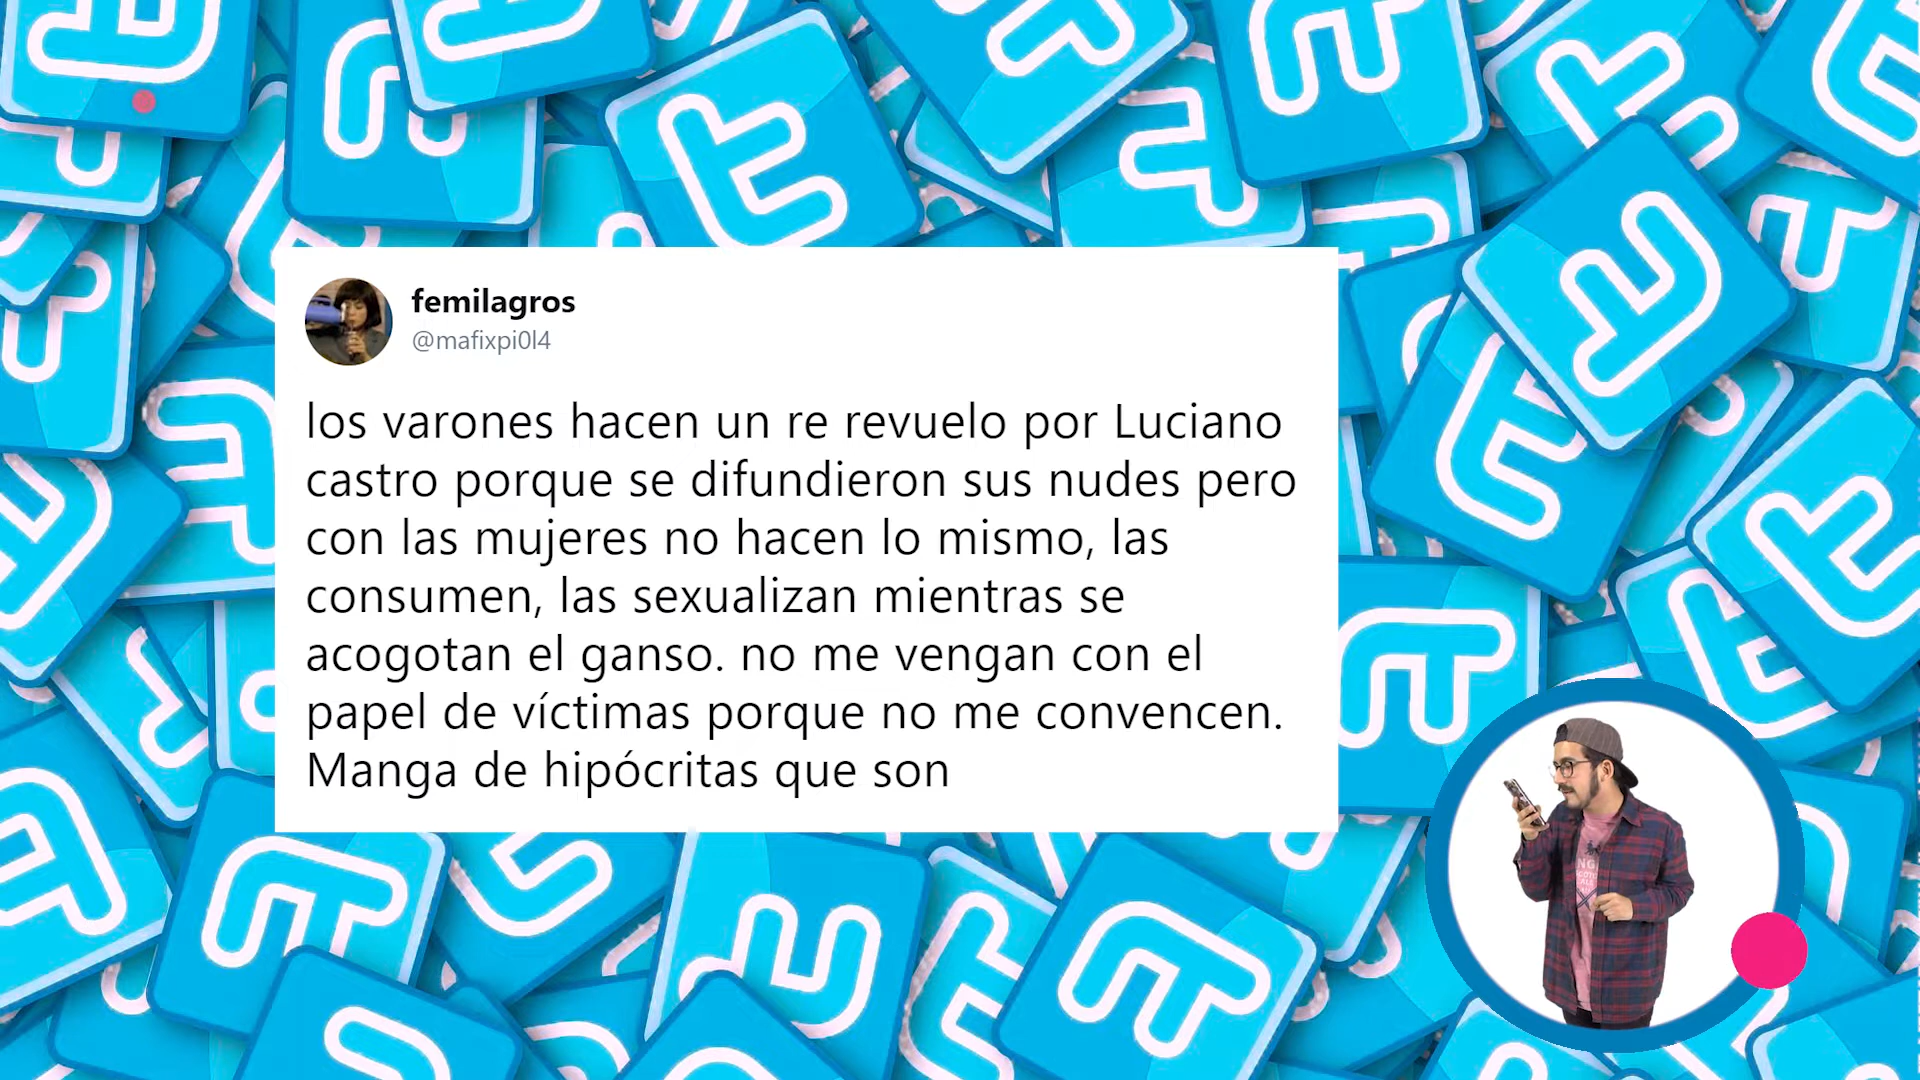 femilagros
@mafixpi0l4
los varones hacen un re revuelo por Luciano
castro porque se difundieron sus nudes pero
con las mujeres no hacen lo mismo, las
consumen, las sexualizan mientras se
acogotan el ganso. no me vengan con el
papel de víctimas porque no me convencen.
Manga de hipócritas que son